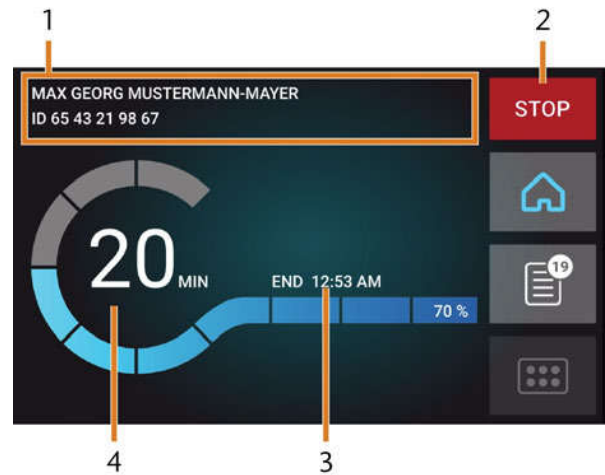 1
2
MAX GEORG MUSTERMANN-MAYER
ID 65 43 21 98 67
STOP
20 MIN
END 12:53 AM
19
70 %
4
3